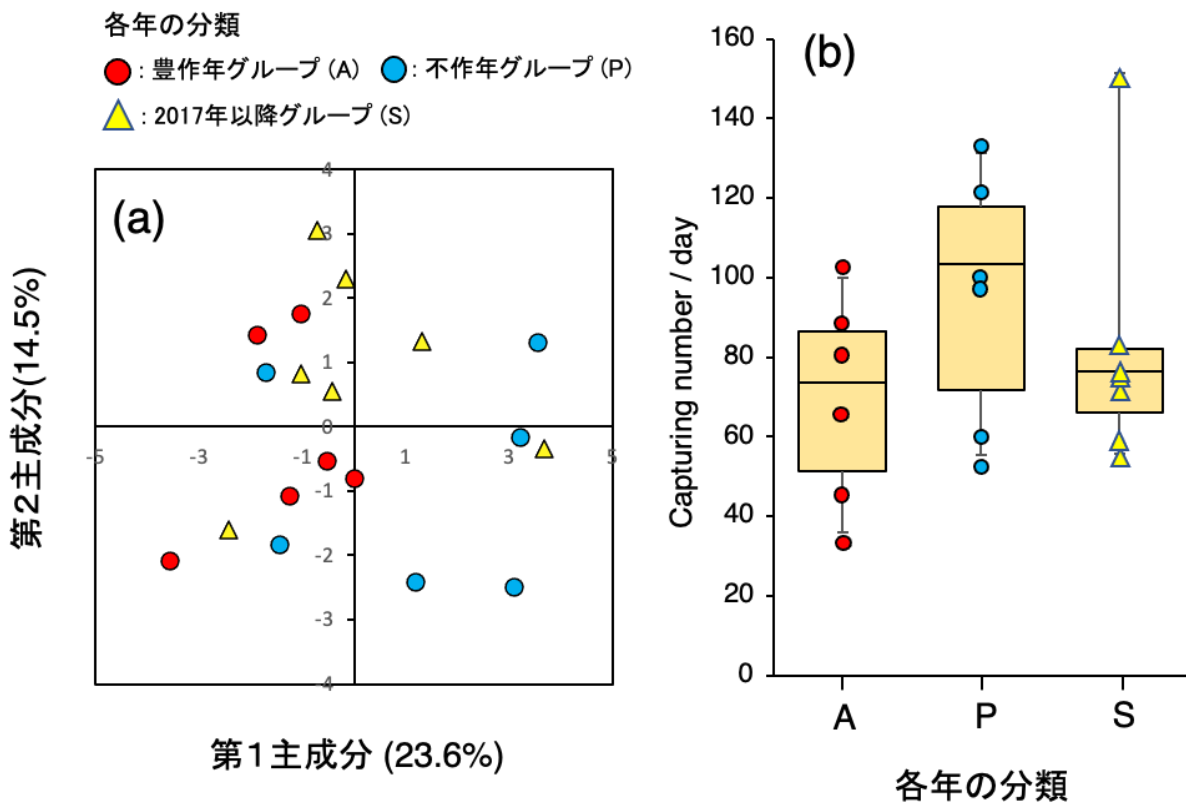 各年の分類
: 豊作年グループ (A) : 不作年グループ (P)
: 2017年以降グループ (S)
(a)
4
3
2
1
0
-1
-2
-3
-4
-5 -3 -1 1 3 5
第2主成分(14.5%)
第1主成分 (23.6%)
(b)
160
140
120
100
80
60
40
20
0
Capturing number / day
A P S
各年の分類